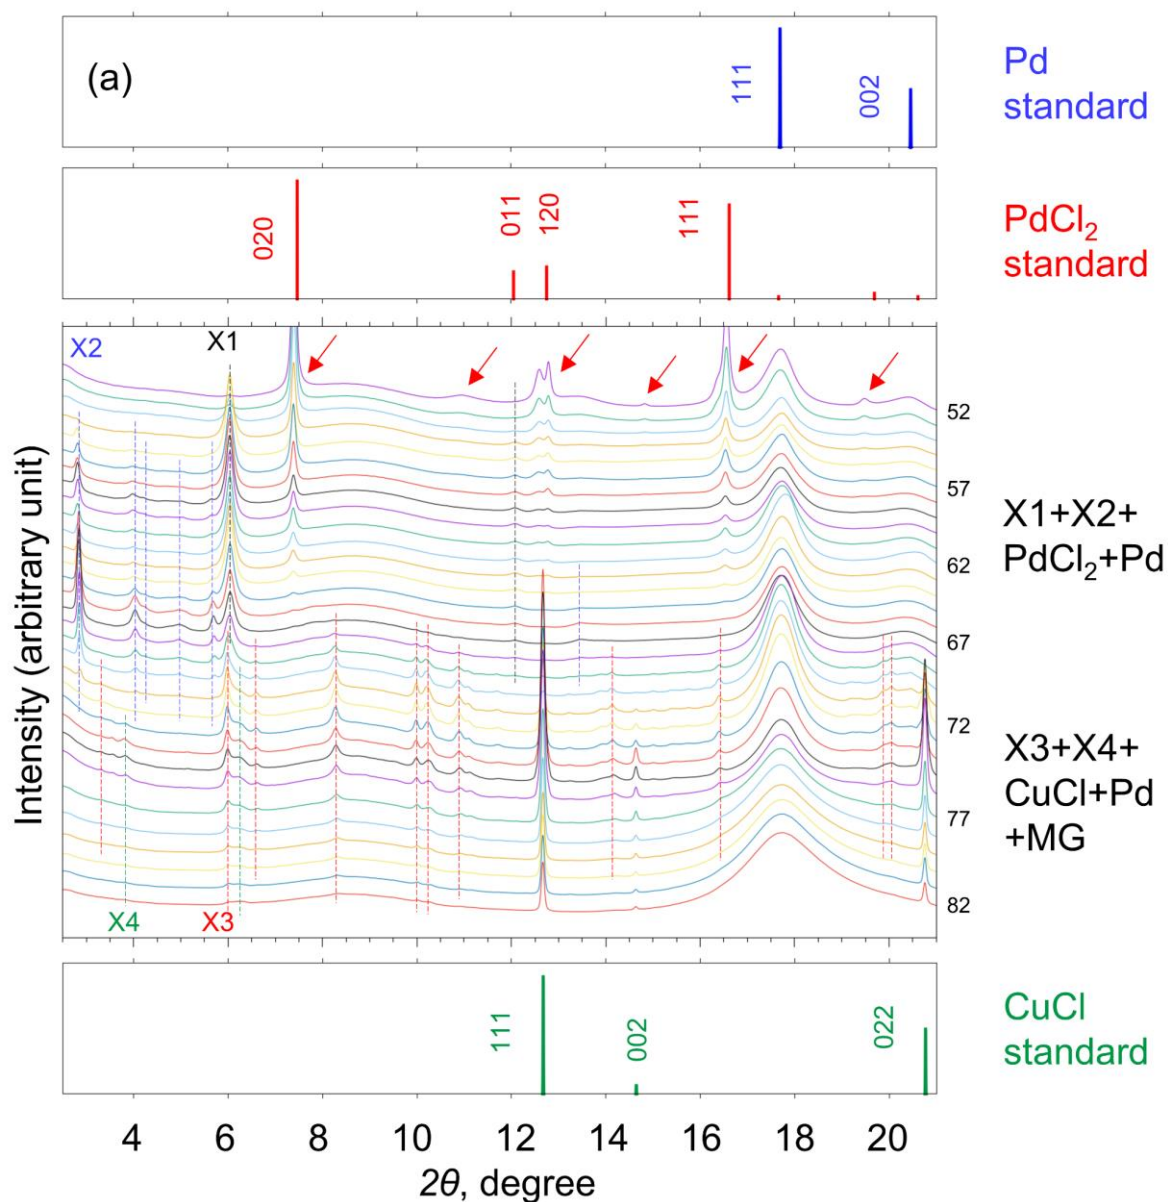 (a)
111
002
Pd
standard
020
011
120
111
PdCl₂
standard
X2
X1
52
57
62
67
72
77
82
X1+X2+
PdCl₂+Pd
X3+X4+
CuCl+Pd
+MG
X4
X3
Intensity (arbitrary unit)
111
002
022
CuCl
standard
4 6 8 10 12 14 16 18 20
2θ, degree